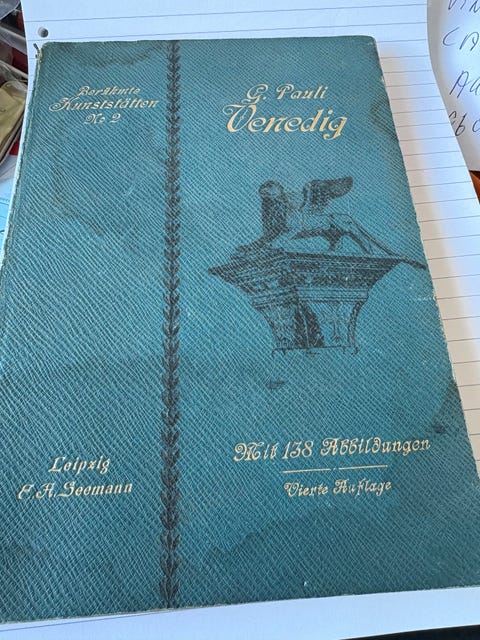 Berühmte
Kunststätten
No 2
G. Pauli
Venedig
Mit 138 Abbildungen
Vierte Auflage
Leipzig
E. A. Seemann